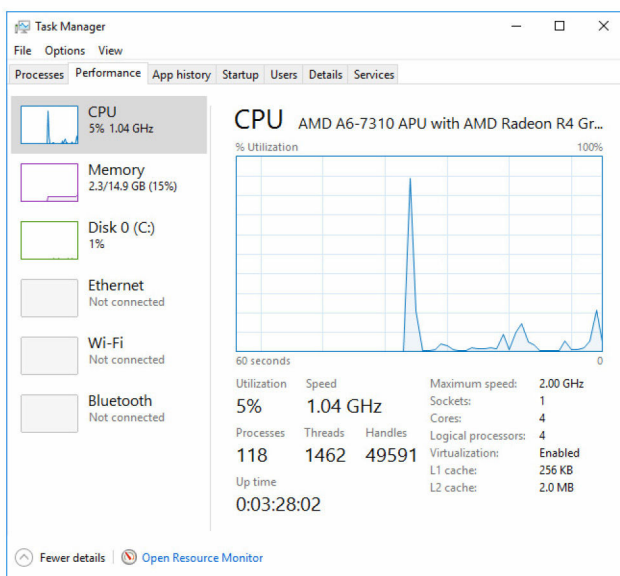 Task Manager
File Options View
Processes Performance App history Startup Users Details Services
CPU
5% 1.04 GHz
Memory
2.3/14.9 GB (15%)
Disk 0 (C:)
1%
Ethernet
Not connected
Wi-Fi
Not connected
Bluetooth
Not connected
CPU AMD A6-7310 APU with AMD Radeon R4 Gr...
% Utilization 100%
60 seconds 0
Utilization Speed
5% 1.04 GHz
Processes Threads Handles
118 1462 49591
Up time
0:03:28:02
Maximum speed: 2.00 GHz
Sockets: 1
Cores: 4
Logical processors: 4
Virtualization: Enabled
L1 cache: 256 KB
L2 cache: 2.0 MB
Fewer details Open Resource Monitor